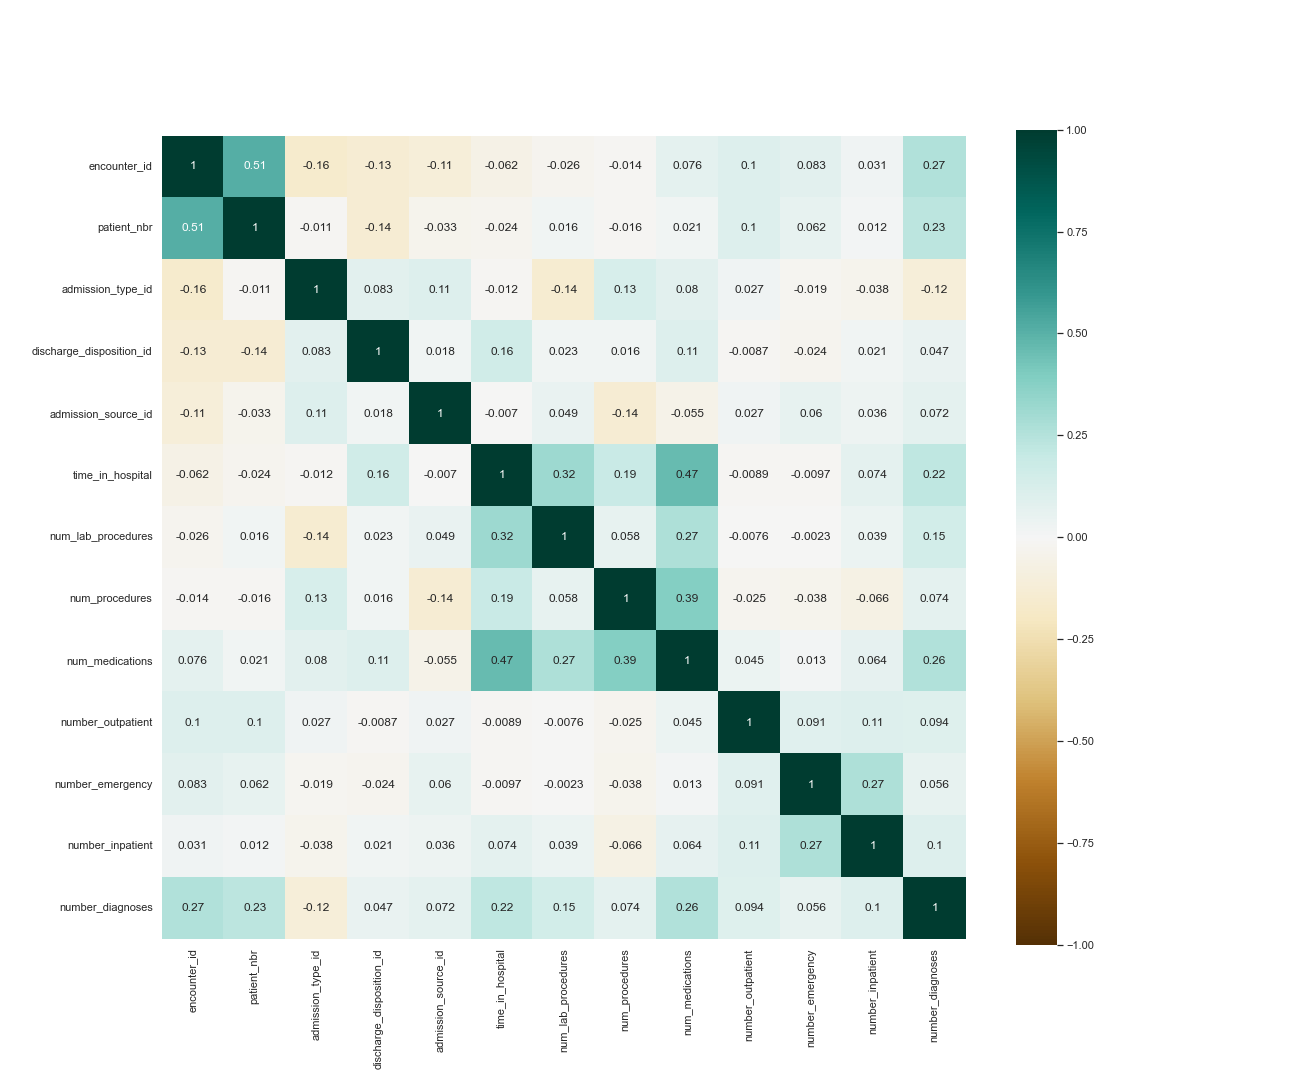 encounter_id 1 0.51 -0.16 -0.13 -0.11 -0.062 -0.026 -0.014 0.076 0.1 0.083 0.031 0.27
patient_nbr 0.51 1 -0.011 -0.14 -0.033 -0.024 0.016 -0.016 0.021 0.1 0.062 0.012 0.23
admission_type_id -0.16 -0.011 1 0.083 0.11 -0.012 -0.14 0.13 0.08 0.027 -0.019 -0.038 -0.12
discharge_disposition_id -0.13 -0.14 0.083 1 0.018 0.16 0.023 0.016 0.11 -0.0087 -0.024 0.021 0.047
admission_source_id -0.11 -0.033 0.11 0.018 1 -0.007 0.049 -0.14 -0.055 0.027 0.06 0.036 0.072
time_in_hospital -0.062 -0.024 -0.012 0.16 -0.007 1 0.32 0.19 0.47 -0.0089 -0.0097 0.074 0.22
num_lab_procedures -0.026 0.016 -0.14 0.023 0.049 0.32 1 0.058 0.27 -0.0076 -0.0023 0.039 0.15
num_procedures -0.014 -0.016 0.13 0.016 -0.14 0.19 0.058 1 0.39 -0.025 -0.038 -0.066 0.074
num_medications 0.076 0.021 0.08 0.11 -0.055 0.47 0.27 0.39 1 0.045 0.013 0.064 0.26
number_outpatient 0.1 0.1 0.027 -0.0087 0.027 -0.0089 -0.0076 -0.025 0.045 1 0.091 0.11 0.094
number_emergency 0.083 0.062 -0.019 -0.024 0.06 -0.0097 -0.0023 -0.038 0.013 0.091 1 0.27 0.056
number_inpatient 0.031 0.012 -0.038 0.021 0.036 0.074 0.039 -0.066 0.064 0.11 0.27 1 0.1
number_diagnoses 0.27 0.23 -0.12 0.047 0.072 0.22 0.15 0.074 0.26 0.094 0.056 0.1 1
encounter_id
patient_nbr
admission_type_id
discharge_disposition_id
admission_source_id
time_in_hospital
num_lab_procedures
num_procedures
num_medications
number_outpatient
number_emergency
number_inpatient
number_diagnoses
1.00
0.75
0.50
0.25
0.00
−0.25
−0.50
−0.75
−1.00